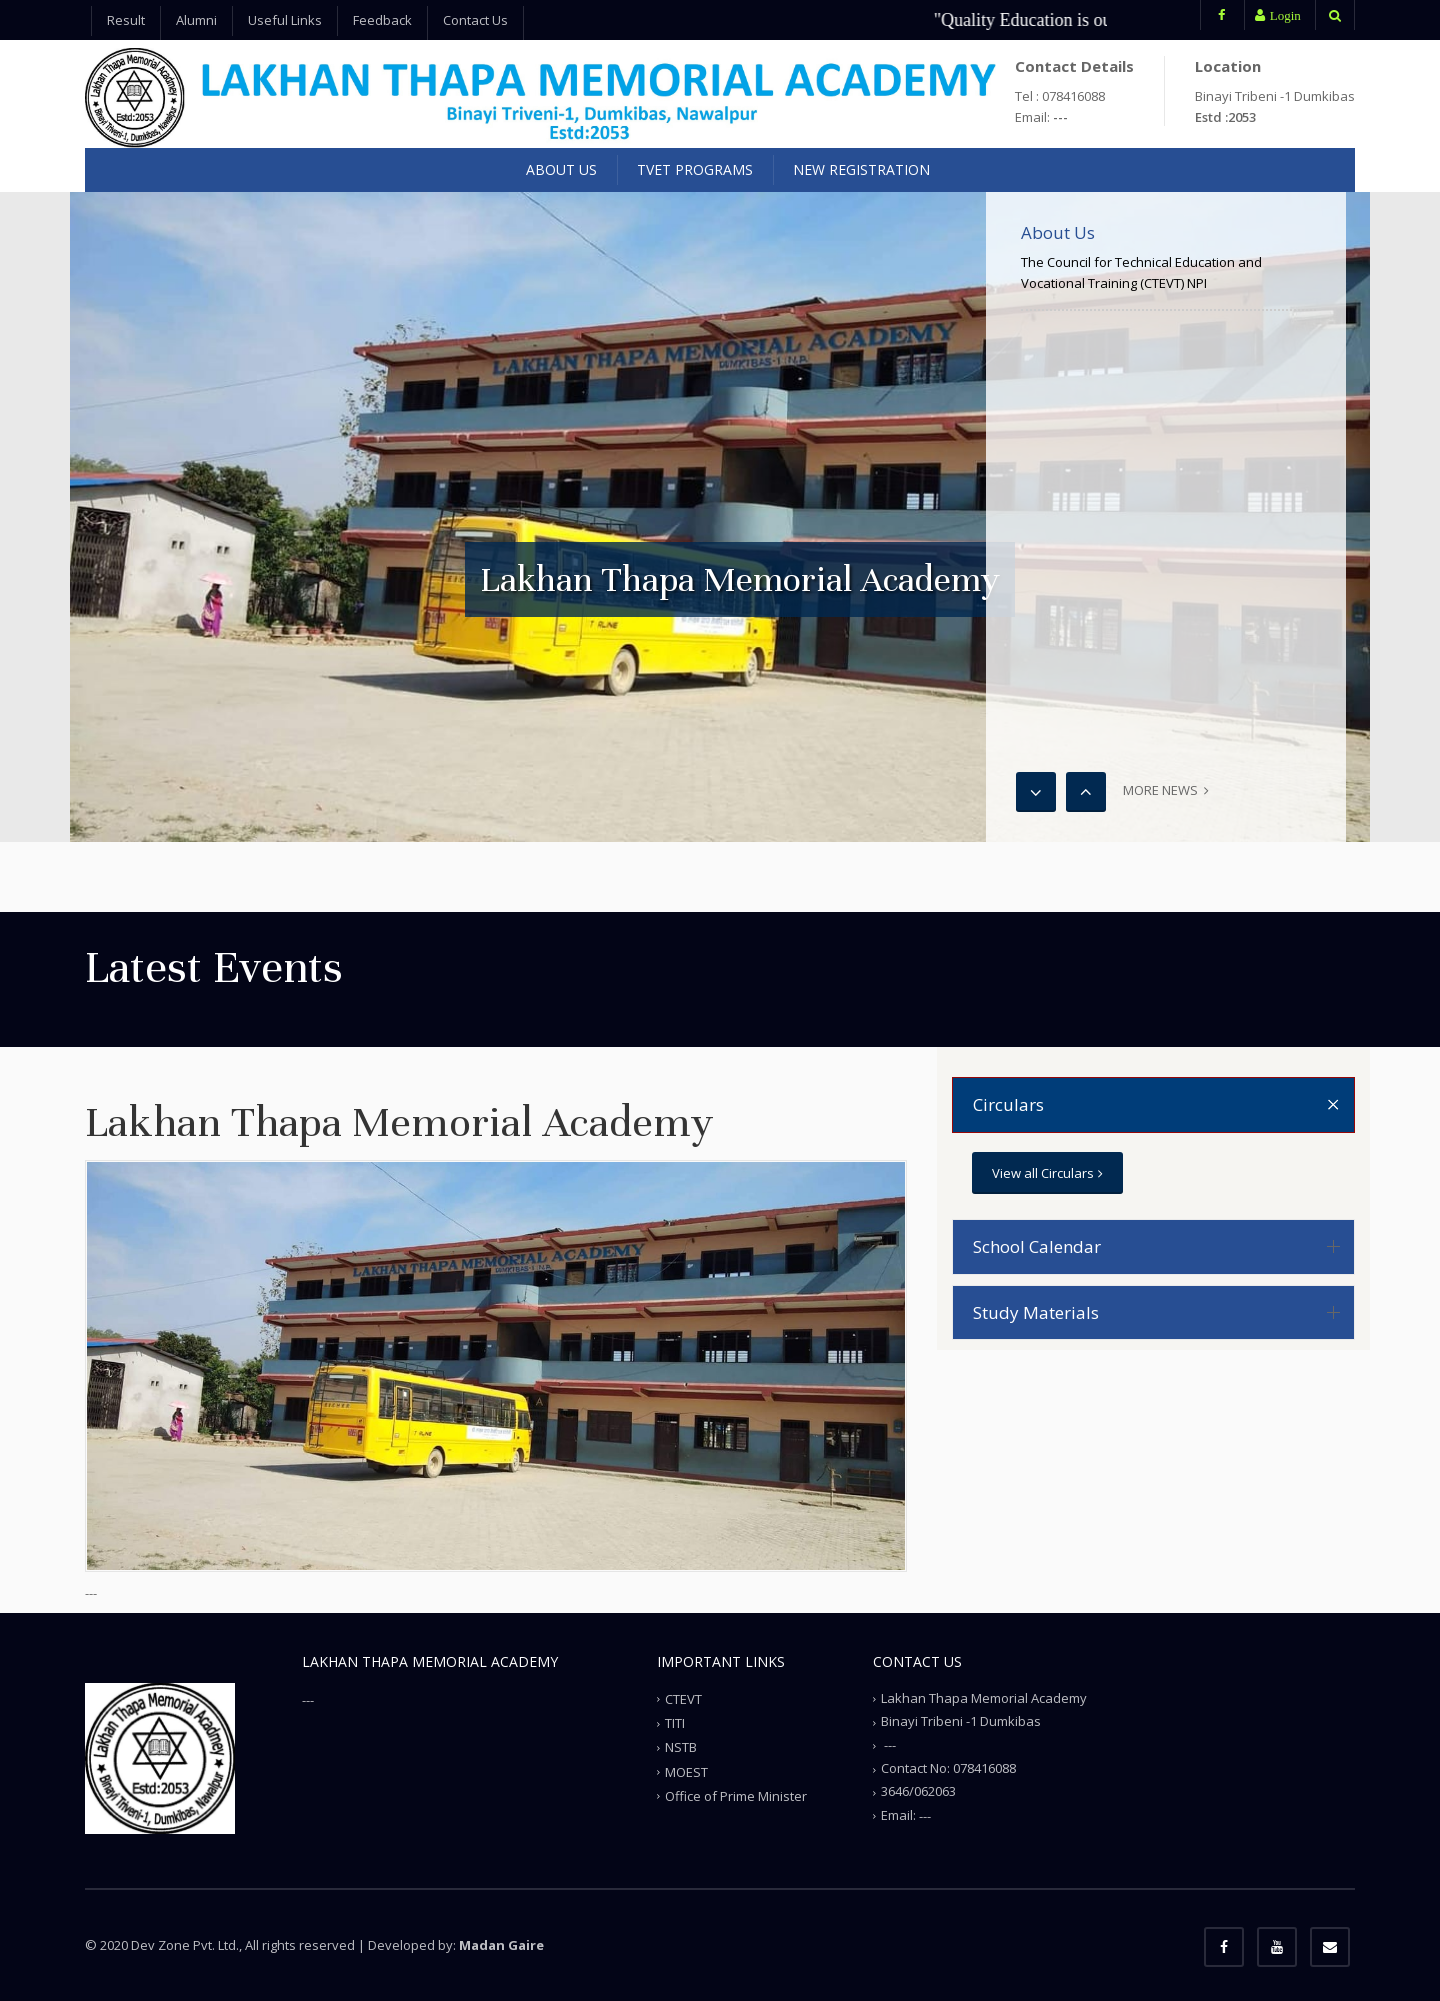 Result
Alumni
Useful Links
Feedback
Contact Us
"Quality Education is ou
Login
Lakhan Thapa Memorial Acadmey
Estd:2053
Binayi Triveni-1, Dumkibas, Nawalpur
LAKHAN THAPA MEMORIAL ACADEMY
Binayi Triveni-1, Dumkibas, Nawalpur
Estd:2053
Contact Details
Tel : 078416088
Email: ---
Location
Binayi Tribeni -1 Dumkibas
Estd :2053
ABOUT US
TVET PROGRAMS
NEW REGISTRATION
LAKHAN THAPA MEMORIAL ACADEMY
DUMKIBAS-1, N.P.
Lakhan Thapa Memorial Academy
About Us
The Council for Technical Education and
Vocational Training (CTEVT) NPI
MORE NEWS
Latest Events
Lakhan Thapa Memorial Academy
LAKHAN THAPA MEMORIAL ACADEMY
DUMKIBAS-1, N.P.
EICHER
---
Circulars
View all Circulars
School Calendar
Study Materials
Lakhan Thapa Memorial Acadmey
Estd:2053
Binayi Triveni-1, Dumkibas, Nawalpur
LAKHAN THAPA MEMORIAL ACADEMY
---
IMPORTANT LINKS
CTEVT
TITI
NSTB
MOEST
Office of Prime Minister
CONTACT US
Lakhan Thapa Memorial Academy
Binayi Tribeni -1 Dumkibas
---
Contact No: 078416088
3646/062063
Email: ---
© 2020 Dev Zone Pvt. Ltd., All rights reserved | Developed by: Madan Gaire
You
Tube